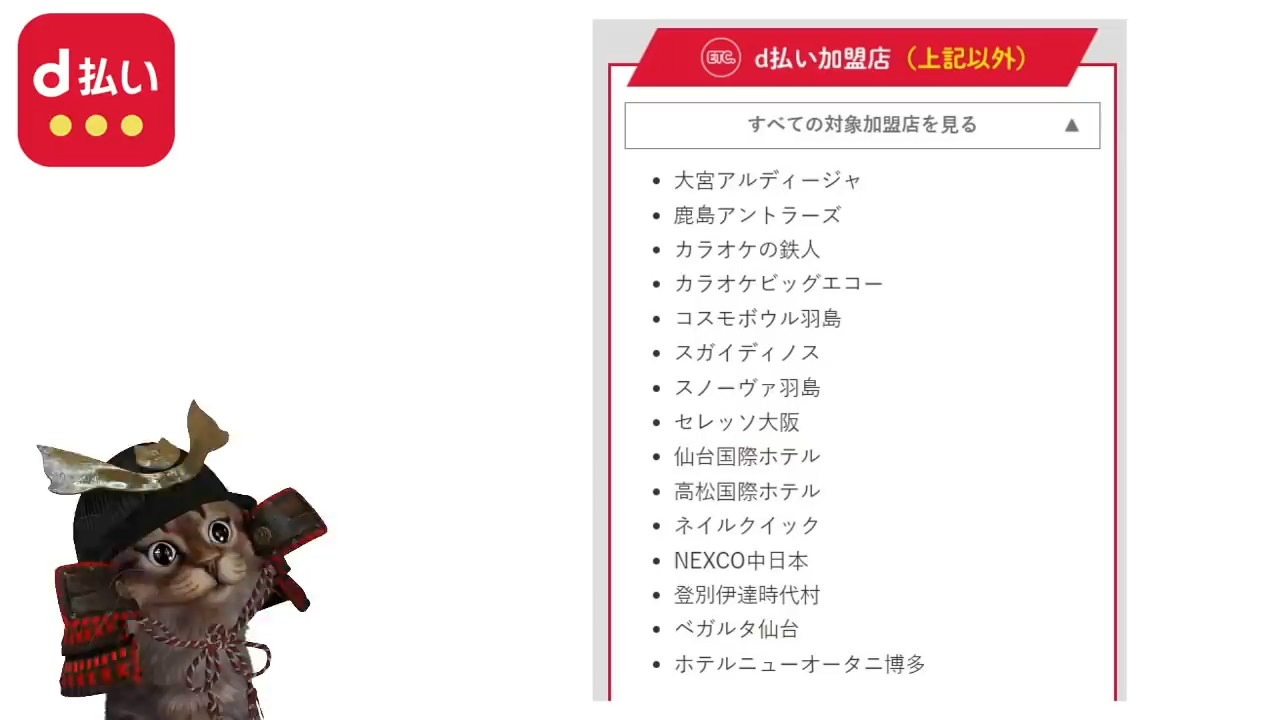 d払い
ETC.
d払い加盟店（上記以外）
すべての対象加盟店を見る ▲
• 大宮アルディージャ
• 鹿島アントラーズ
• カラオケの鉄人
• カラオケビッグエコー
• コスモボウル羽島
• スガイディノス
• スノーヴァ羽島
• セレッソ大阪
• 仙台国際ホテル
• 高松国際ホテル
• ネイルクイック
• NEXCO中日本
• 登別伊達時代村
• ベガルタ仙台
• ホテルニューオータニ博多